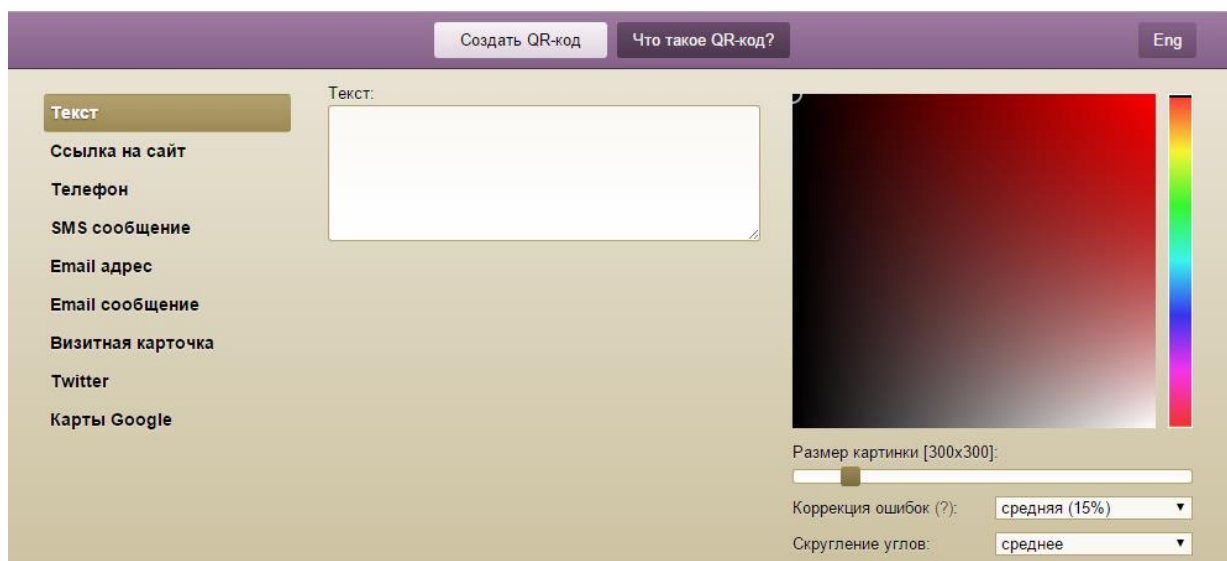 Создать QR-код
Что такое QR-код?
Eng
Текст
Ссылка на сайт
Телефон
SMS сообщение
Email адрес
Email сообщение
Визитная карточка
Twitter
Карты Google
Текст:
Размер картинки [300x300]:
Коррекция ошибок (?): средняя (15%)
Скругление углов: среднее